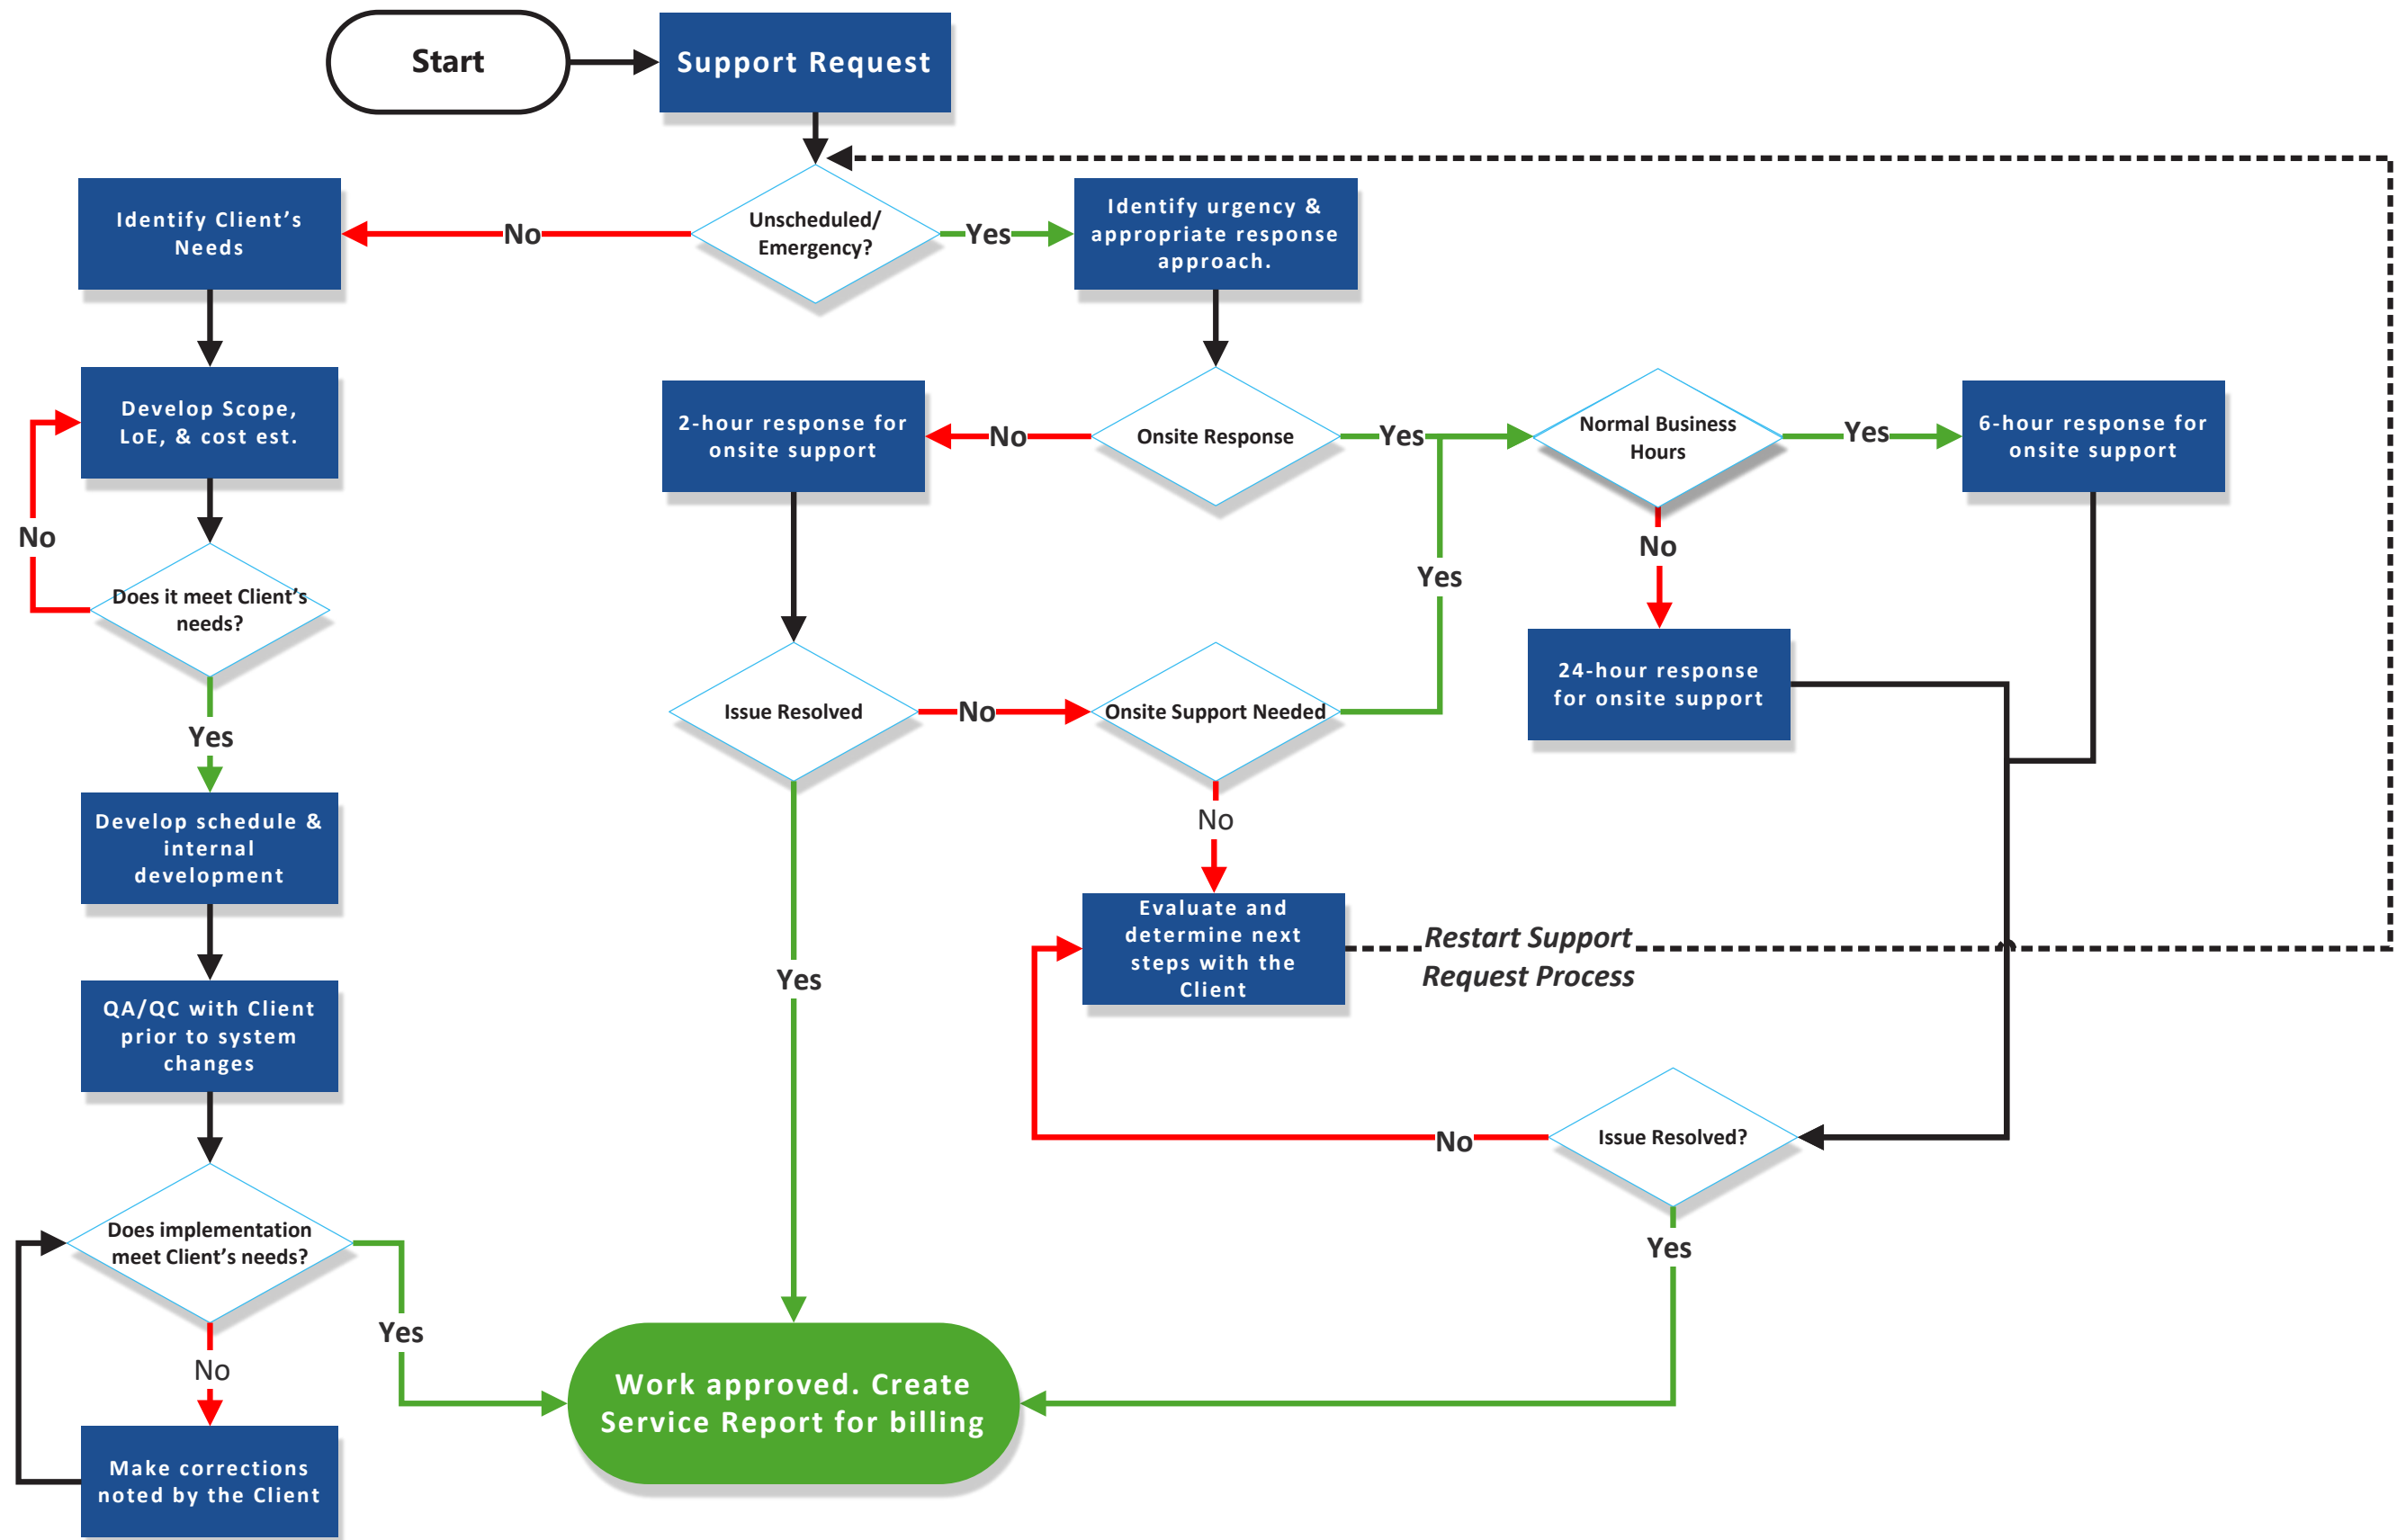 Start
Support Request
Unscheduled/
Emergency?
No
Yes
Identify Client’s
Needs
Identify urgency &
appropriate response
approach.
Develop Scope,
LoE, & cost est.
2-hour response for
onsite support
No
Onsite Response
Yes
Normal Business
Hours
Yes
6-hour response for
onsite support
No
No
Yes
Does it meet Client’s
needs?
24-hour response
for onsite support
Issue Resolved
No
Onsite Support Needed
Yes
No
Develop schedule &
internal
development
Evaluate and
determine next
steps with the
Client
Restart Support
Request Process
Yes
QA/QC with Client
prior to system
changes
No
Issue Resolved?
Does implementation
meet Client’s needs?
Yes
Yes
No
Work approved. Create
Service Report for billing
Make corrections
noted by the Client